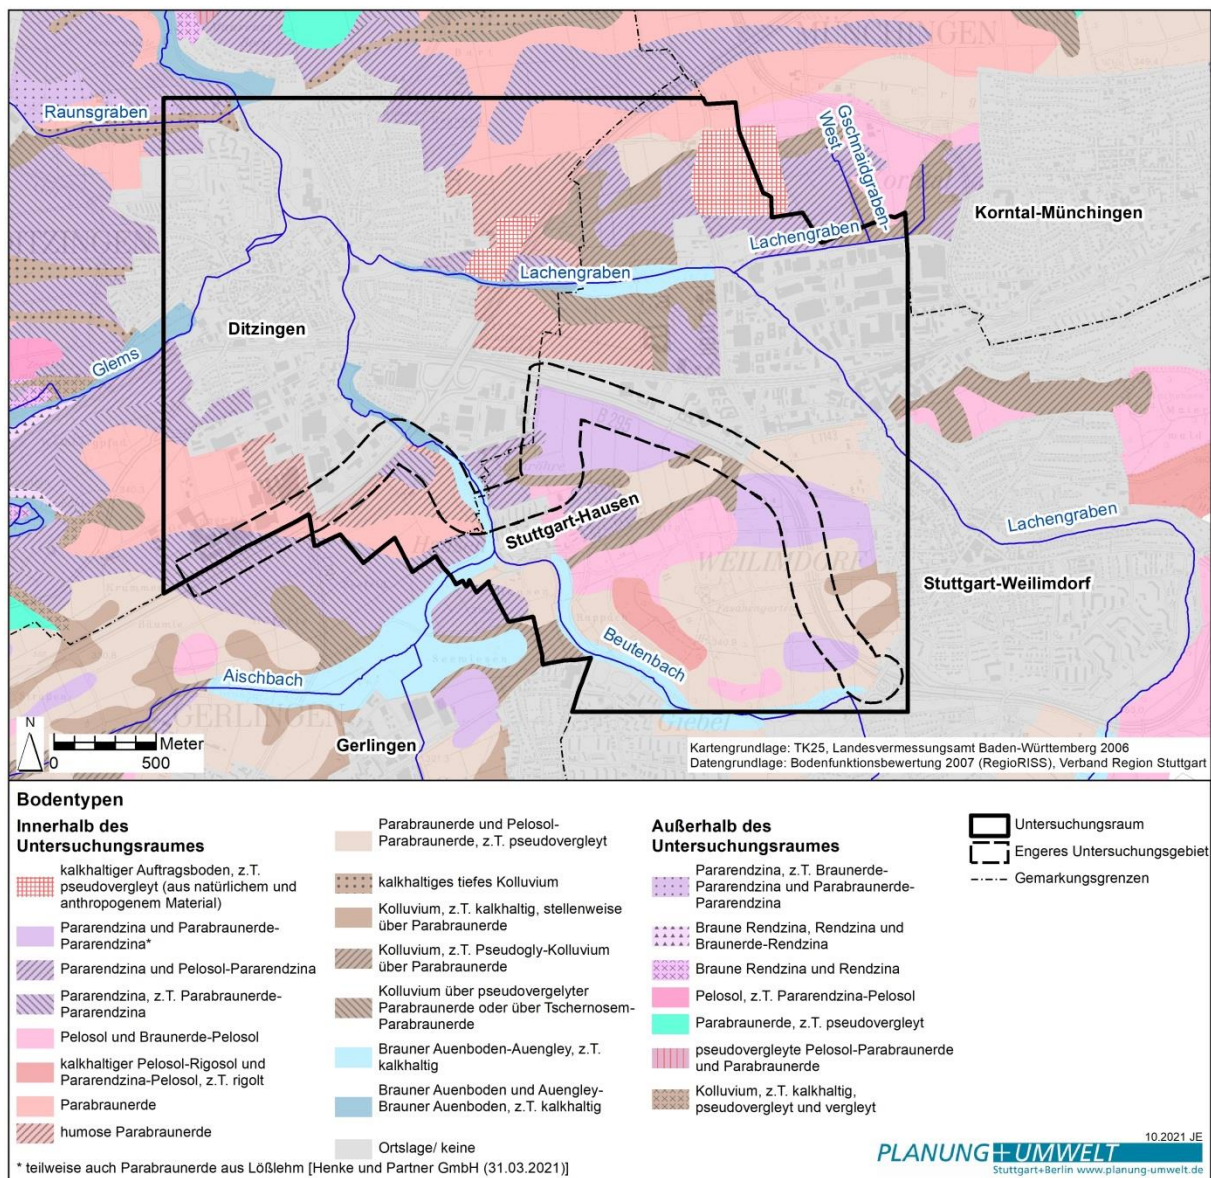 Raunsgraben
Gschnaidgraben-
West
Korntal-Münchingen
Lachengraben
Lachengraben
Ditzingen
Glems
B 295
L1143
Stuttgart-Hausen
WEILIMDORF
Lachengraben
Stuttgart-Weilimdorf
Beutenbach
Aischbach
GERLINGEN
Giebel
Gerlingen
N
Meter
0 500
Kartengrundlage: TK25, Landesvermessungsamt Baden-Württemberg 2006
Datengrundlage: Bodenfunktionsbewertung 2007 (RegioRISS), Verband Region Stuttgart
Bodentypen
Innerhalb des
Untersuchungsraumes
kalkhaltiger Auftragsboden, z.T.
pseudovergleyt (aus natürlichem und
anthropogenem Material)
Pararendzina und Parabraunerde-
Pararendzina*
Pararendzina und Pelosol-Pararendzina
Pararendzina, z.T. Parabraunerde-
Pararendzina
Pelosol und Braunerde-Pelosol
kalkhaltiger Pelosol-Rigosol und
Pararendzina-Pelosol, z.T. rigolt
Parabraunerde
humose Parabraunerde
* teilweise auch Parabraunerde aus Lößlehm [Henke und Partner GmbH (31.03.2021)]
Parabraunerde und Pelosol-
Parabraunerde, z.T. pseudovergleyt
kalkhaltiges tiefes Kolluvium
Kolluvium, z.T. kalkhaltig, stellenweise
über Parabraunerde
Kolluvium, z.T. Pseudogly-Kolluvium
über Parabraunerde
Kolluvium über pseudovergelyter
Parabraunerde oder über Tschernosem-
Parabraunerde
Brauner Auenboden-Auengley, z.T.
kalkhaltig
Brauner Auenboden und Auengley-
Brauner Auenboden, z.T. kalkhaltig
Ortslage/ keine
Außerhalb des
Untersuchungsraumes
Pararendzina, z.T. Braunerde-
Pararendzina und Parabraunerde-
Pararendzina
Braune Rendzina, Rendzina und
Braunerde-Rendzina
Braune Rendzina und Rendzina
Pelosol, z.T. Pararendzina-Pelosol
Parabraunerde, z.T. pseudovergleyt
pseudovergleyte Pelosol-Parabraunerde
und Parabraunerde
Kolluvium, z.T. kalkhaltig,
pseudovergleyt und vergleyt
Untersuchungsraum
Engeres Untersuchungsgebiet
Gemarkungsgrenzen
10.2021 JE
PLANUNG+UMWELT
Stuttgart+Berlin www.planung-umwelt.de